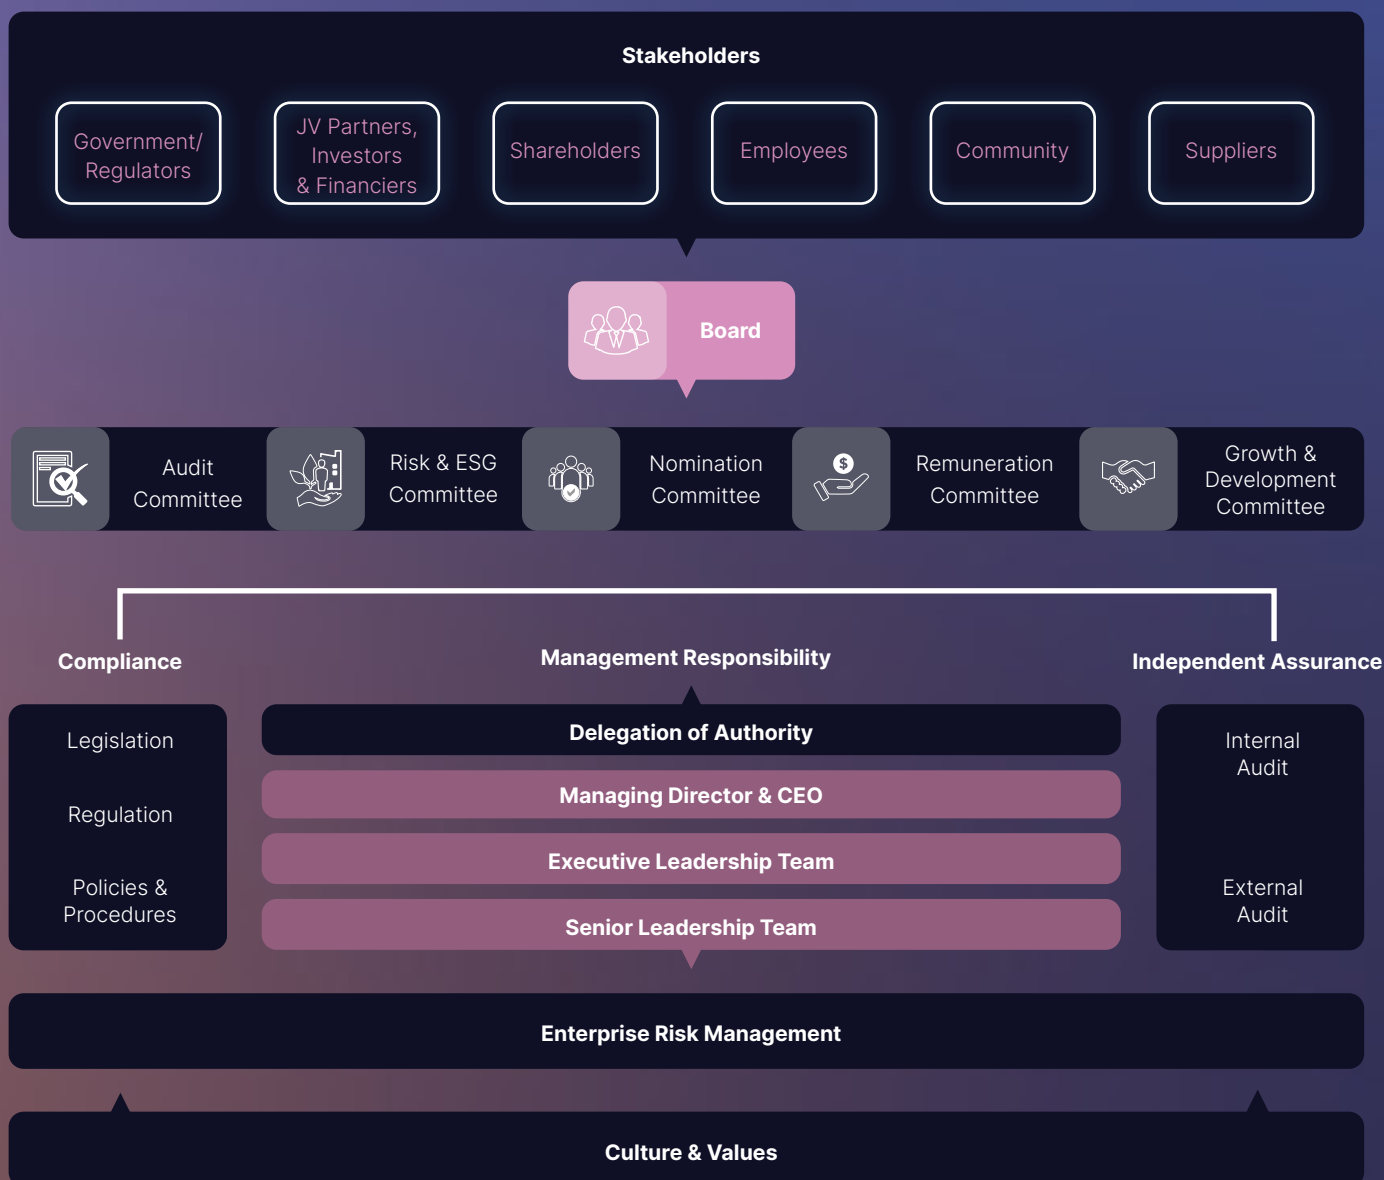 Stakeholders
Government/
Regulators
JV Partners,
Investors
& Financiers
Shareholders
Employees
Community
Suppliers
Board
Audit
Committee
Risk & ESG
Committee
Nomination
Committee
$
Remuneration
Committee
Growth &
Development
Committee
Compliance
Management Responsibility
Independent Assurance
Legislation
Regulation
Policies &
Procedures
Delegation of Authority
Managing Director & CEO
Executive Leadership Team
Senior Leadership Team
Internal
Audit
External
Audit
Enterprise Risk Management
Culture & Values